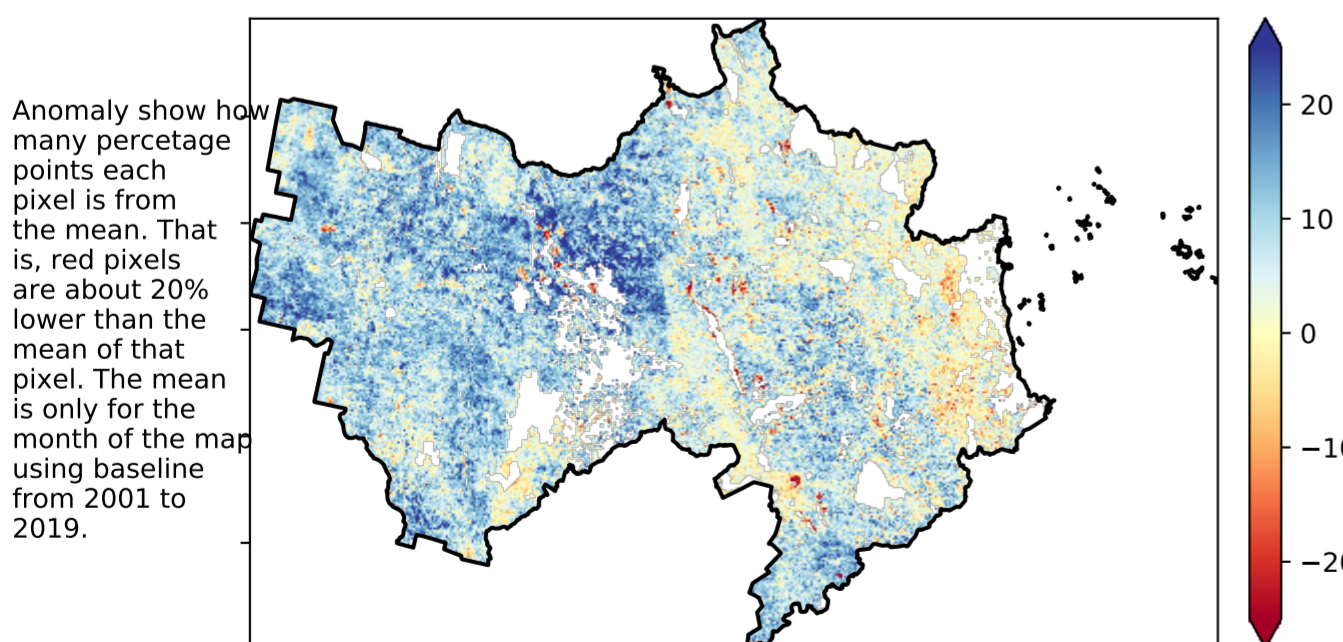 Anomaly show how
many percetage
points each
pixel is from
the mean. That
is, red pixels
are about 20%
lower than the
mean of that
pixel. The mean
is only for the
month of the map
using baseline
from 2001 to
2019.
20
10
0
−10
−20